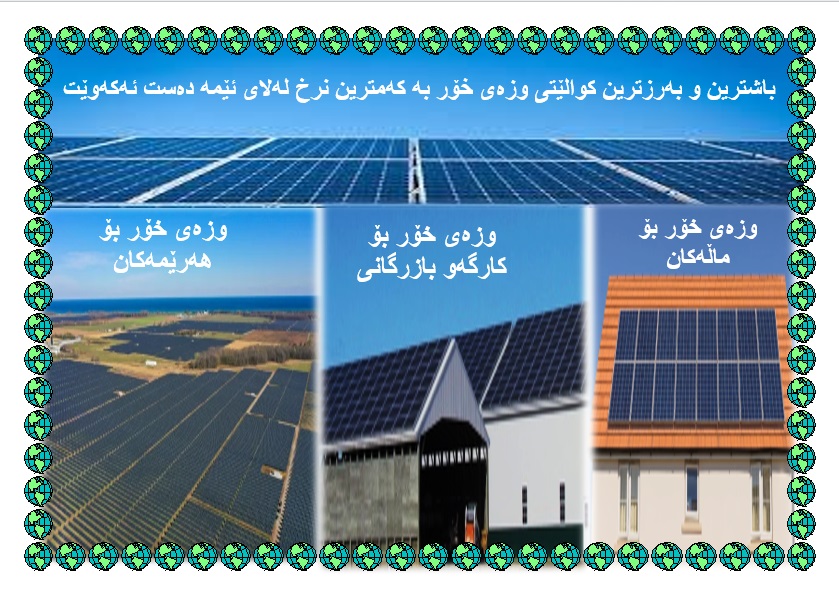 باشترین و بەرزترین کوالێتی وزەی خۆر بە کەمترین نرخ لەلای ئێمە دەست ئەکەوێت
وزەی خۆر بۆ
ماڵەکان
وزەی خۆر بۆ
کارگەو بازرگانی
وزەی خۆر بۆ
هەرێمەکان